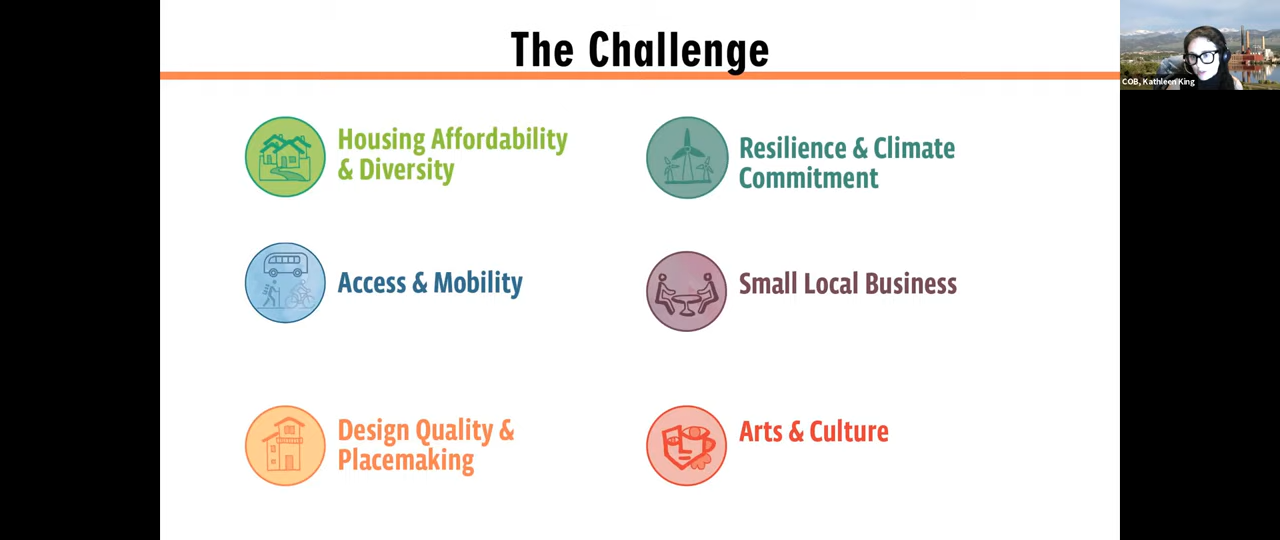 The Challenge
COB, Kathleen King
Housing Affordability
& Diversity
Resilience & Climate
Commitment
Access & Mobility
Small Local Business
Design Quality &
Placemaking
Arts & Culture